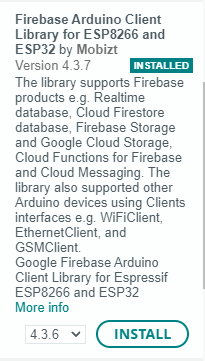 Firebase Arduino Client
Library for ESP8266 and
ESP32 by Mobizt
Version 4.3.7 INSTALLED
The library supports Firebase
products e.g. Realtime
database, Cloud Firestore
database, Firebase Storage
and Google Cloud Storage,
Cloud Functions for Firebase
and Cloud Messaging. The
library also supported other
Arduino devices using Clients
interfaces e.g. WiFiClient,
EthernetClient, and
GSMClient.
Google Firebase Arduino
Client Library for Espressif
ESP8266 and ESP32
More info
4.3.6 INSTALL